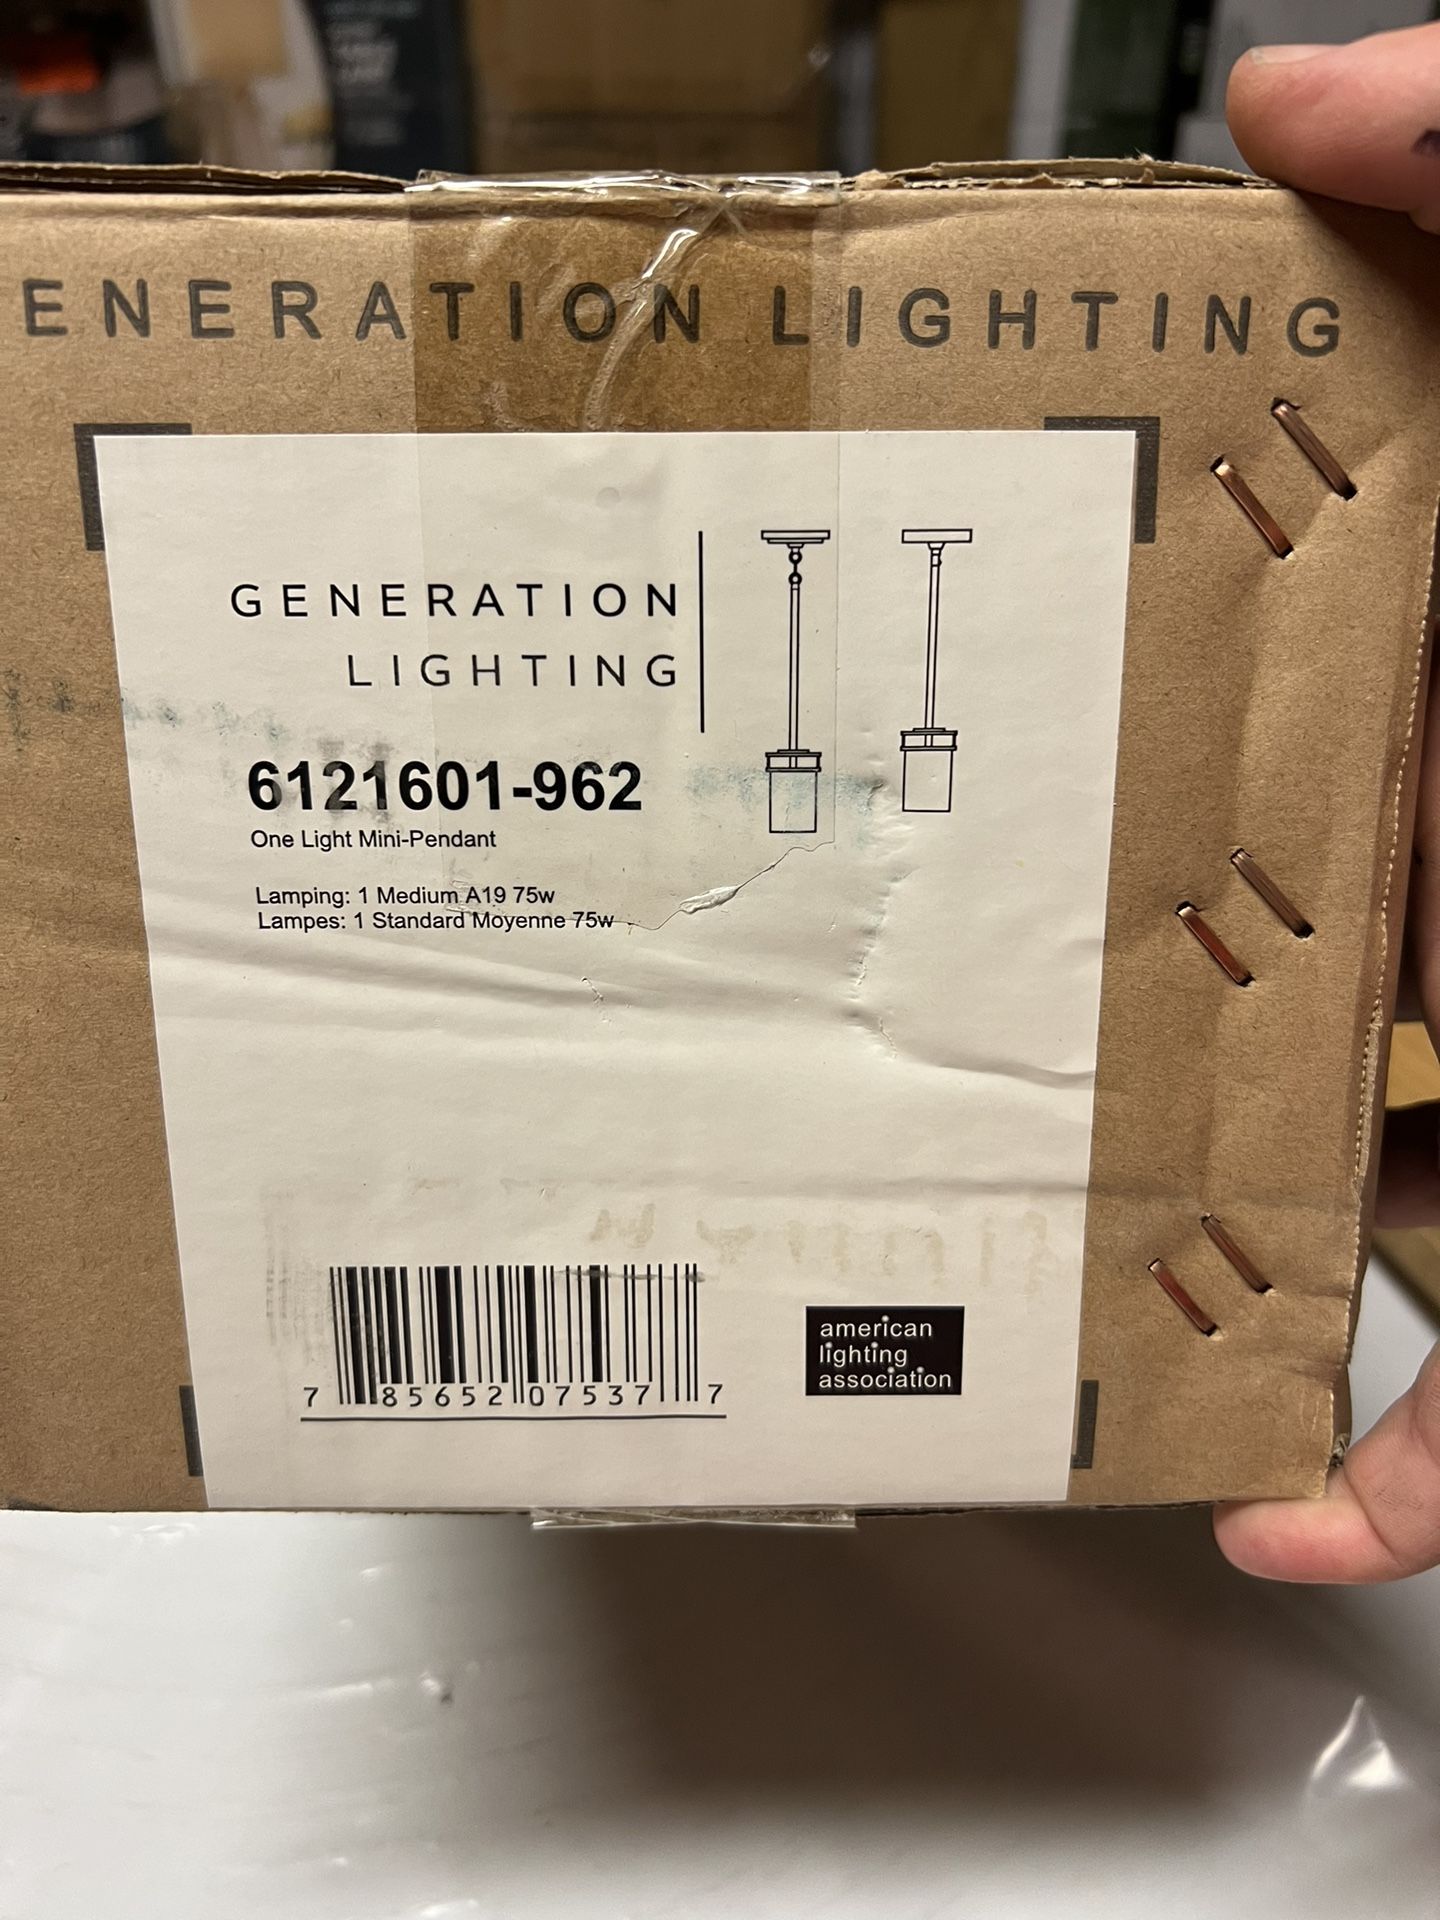 ENERATION LIGHTING
GENERATION
LIGHTING
6121601-962
One Light Mini-Pendant
Lamping: 1 Medium A19 75w
Lampes: 1 Standard Moyenne 75w
7 85652 07537 7
american
lighting
association